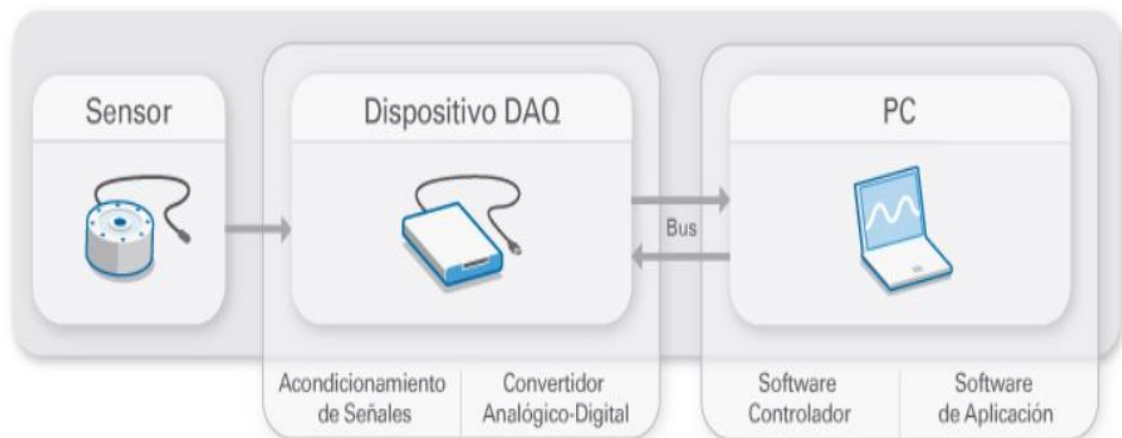 Sensor
Dispositivo DAQ
PC
Bus
Acondicionamiento
de Señales
Convertidor
Analógico-Digital
Software
Controlador
Software
de Aplicación